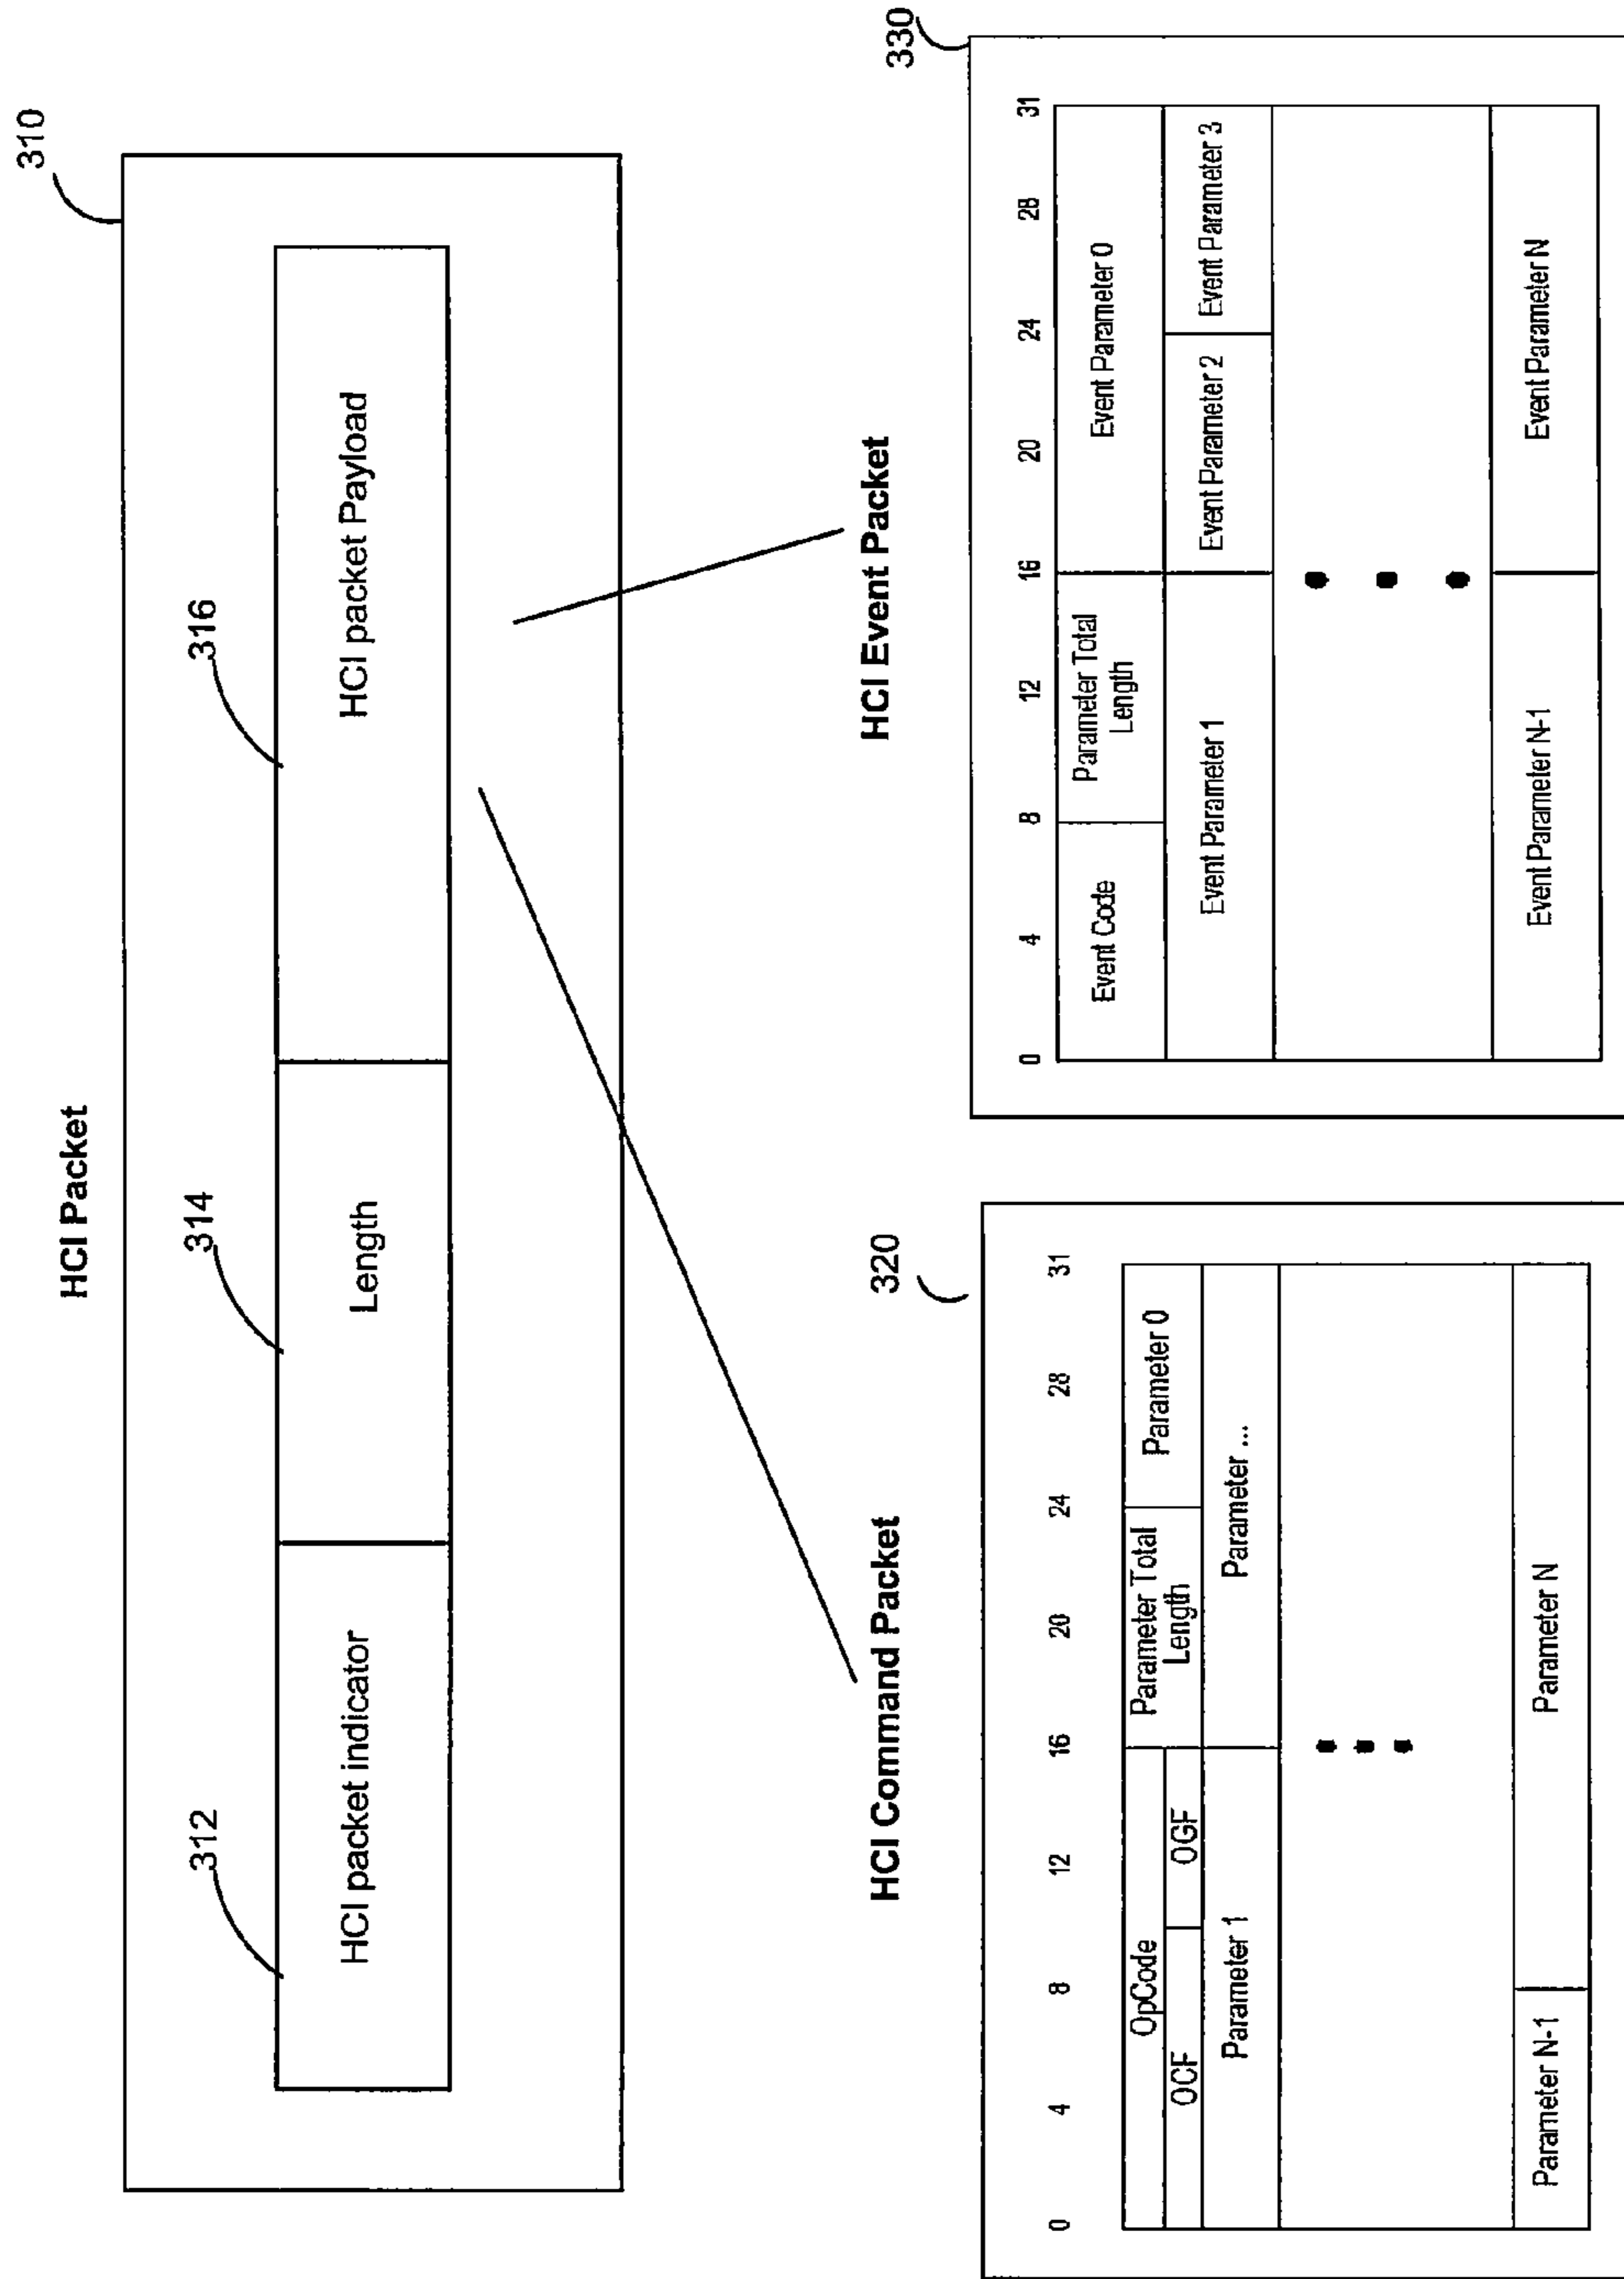 HCI Packet
310
312
314
316
HCI packet indicator
Length
HCI packet Payload
HCI Command Packet
320
0 4 8 12 16 20 24 28 31
OpCode
OCF
OGF
Parameter Total
Length
Parameter 0
Parameter 1
Parameter ...
Parameter N-1
Parameter N
HCI Event Packet
330
0 4 8 12 16 20 24 28 31
Event Code
Parameter Total
Length
Event Parameter 0
Event Parameter 1
Event Parameter 2
Event Parameter 3
Event Parameter N-1
Event Parameter N